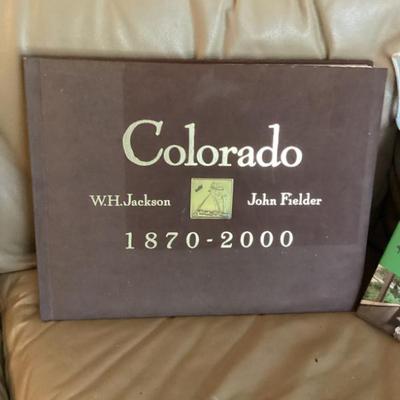 Colorado
W.H.Jackson John Fielder
1870-2000